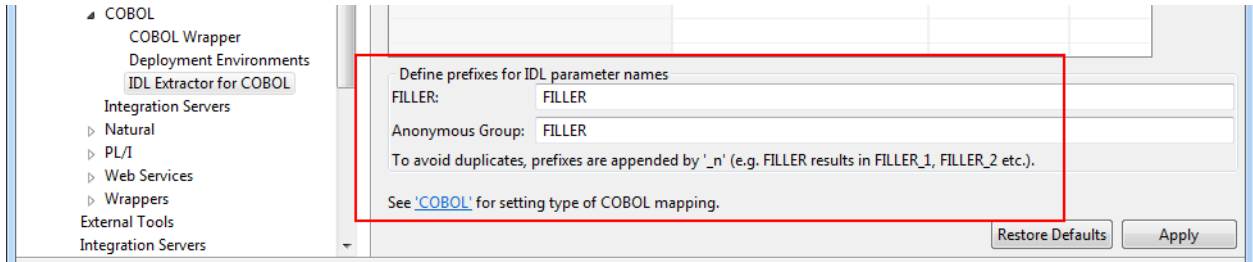 COBOL
COBOL Wrapper
Deployment Environments
IDL Extractor for COBOL
Integration Servers
Natural
PL/I
Web Services
Wrappers
External Tools
Integration Servers
Define prefixes for IDL parameter names
FILLER: FILLER
Anonymous Group: FILLER
To avoid duplicates, prefixes are appended by '_n' (e.g. FILLER results in FILLER_1, FILLER_2 etc.).
See 'COBOL' for setting type of COBOL mapping.
Restore Defaults Apply